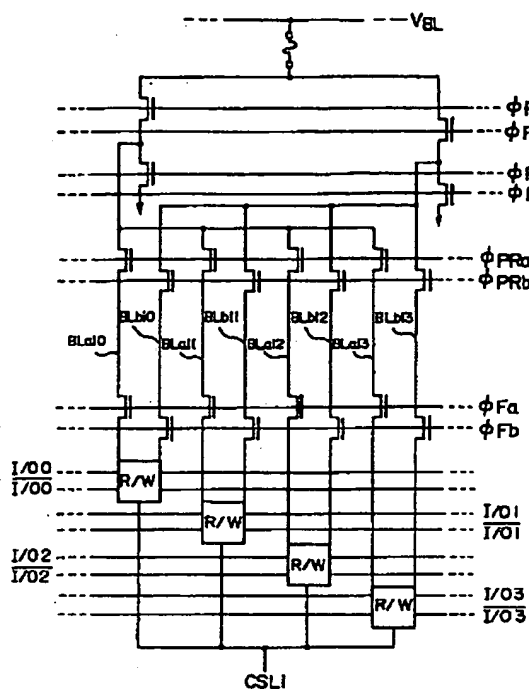 VBL
φPRa
φPRb
BLa10
BLb10
BLa11
BLb11
BLa12
BLb12
BLa13
BLb13
φFa
φFb
I/O0
I/O0
R/W
I/O1
I/O1
R/W
I/O2
I/O2
R/W
I/O3
I/O3
R/W
CSL1